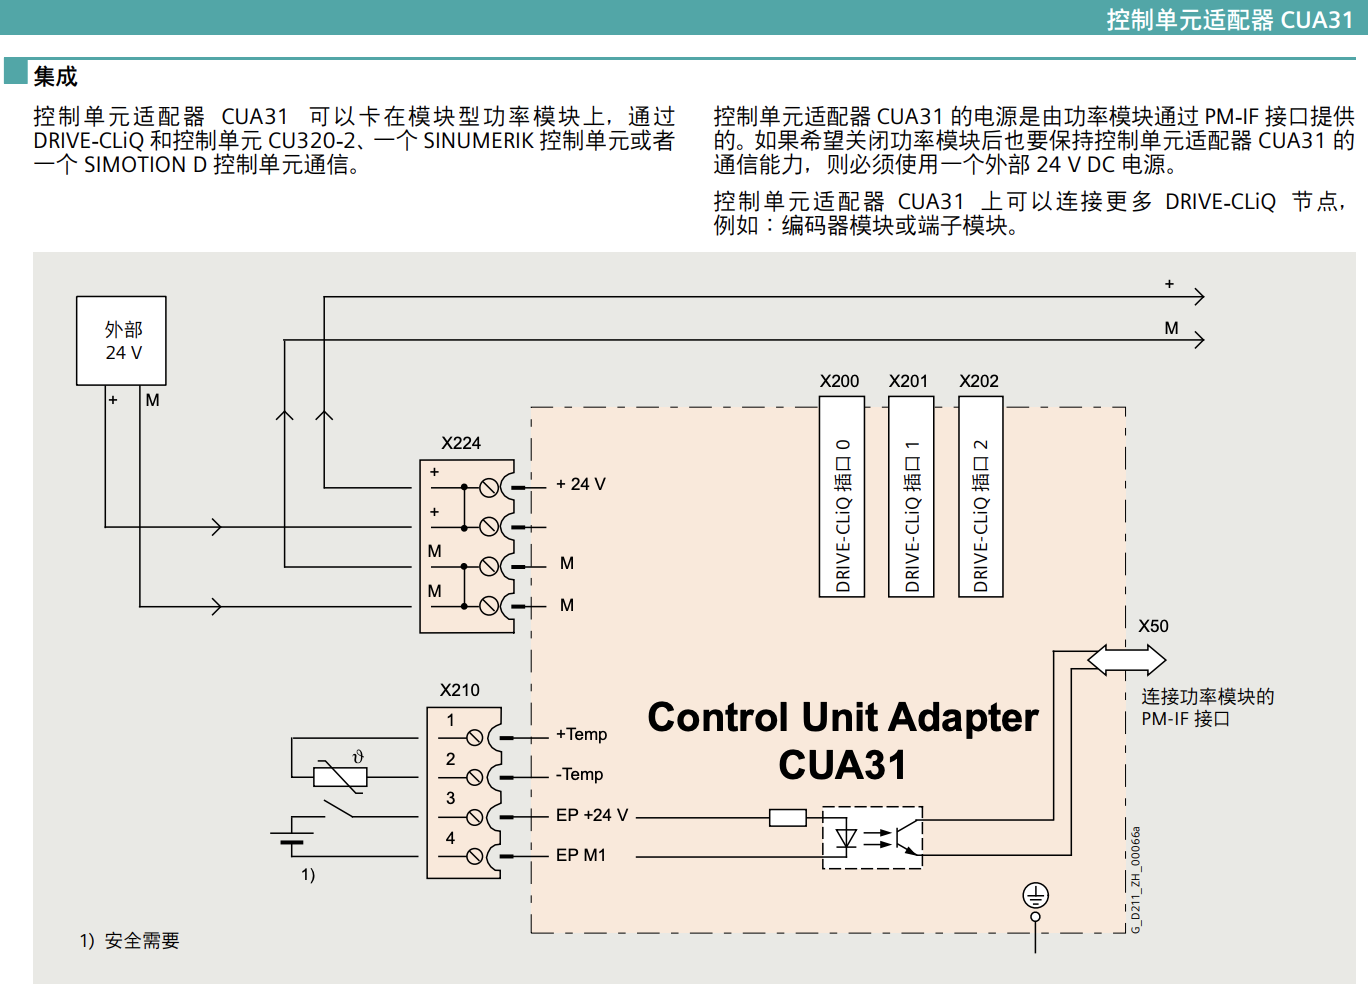 控制单元适配器 CUA31
集成
控制单元适配器 CUA31 可以卡在模块型功率模块上，通过
DRIVE-CLiQ 和控制单元 CU320-2、一个 SINUMERIK 控制单元或者
一个 SIMOTION D 控制单元通信。
控制单元适配器 CUA31 的电源是由功率模块通过 PM-IF 接口提供
的。如果希望关闭功率模块后也要保持控制单元适配器 CUA31 的
通信能力，则必须使用一个外部 24 V DC 电源。
控制单元适配器 CUA31 上可以连接更多 DRIVE-CLiQ 节点，
例如：编码器模块或端子模块。
+
M
外部
24 V
+ M
X200 X201 X202
DRIVE-CLiQ 插口 0
DRIVE-CLiQ 插口 1
DRIVE-CLiQ 插口 2
X224
+
+ 24 V
+
M
M
M
M
X50
连接功率模块的
PM-IF 接口
X210
1
+Temp
2
-Temp
3
EP +24 V
4
EP M1
ϑ
1)
Control Unit Adapter
CUA31
G_D211_ZH_00066a
1) 安全需要